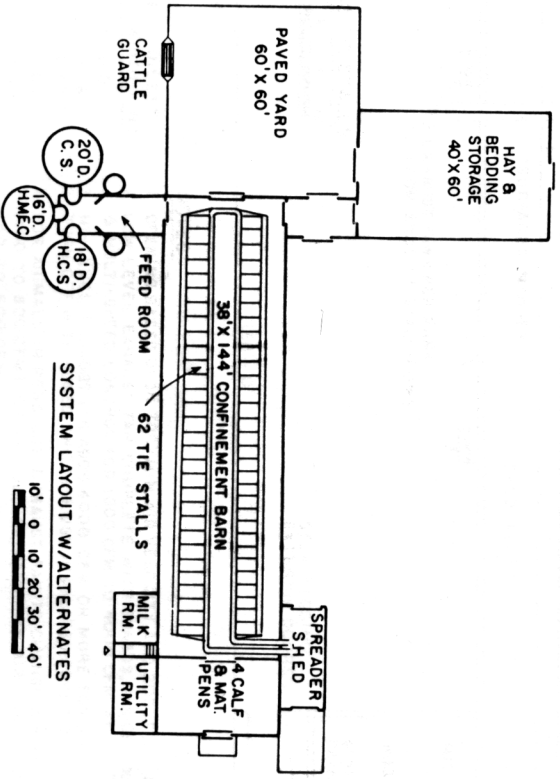 HAY &
BEDDING
STORAGE
40'X60'
PAVED YARD
60'X 60'
CATTLE
GUARD
20'D.
C. S.
16'D.
H.M.E.C.
18'D.
H.C.S.
FEED ROOM
38'X 144' CONFINEMENT BARN
62 TIE STALLS
SPREADER
SHED
4 CALF
& MAT.
PENS
MILK
RM.
UTILITY
RM.
SYSTEM LAYOUT W/ALTERNATES
10' 0 10' 20' 30' 40'